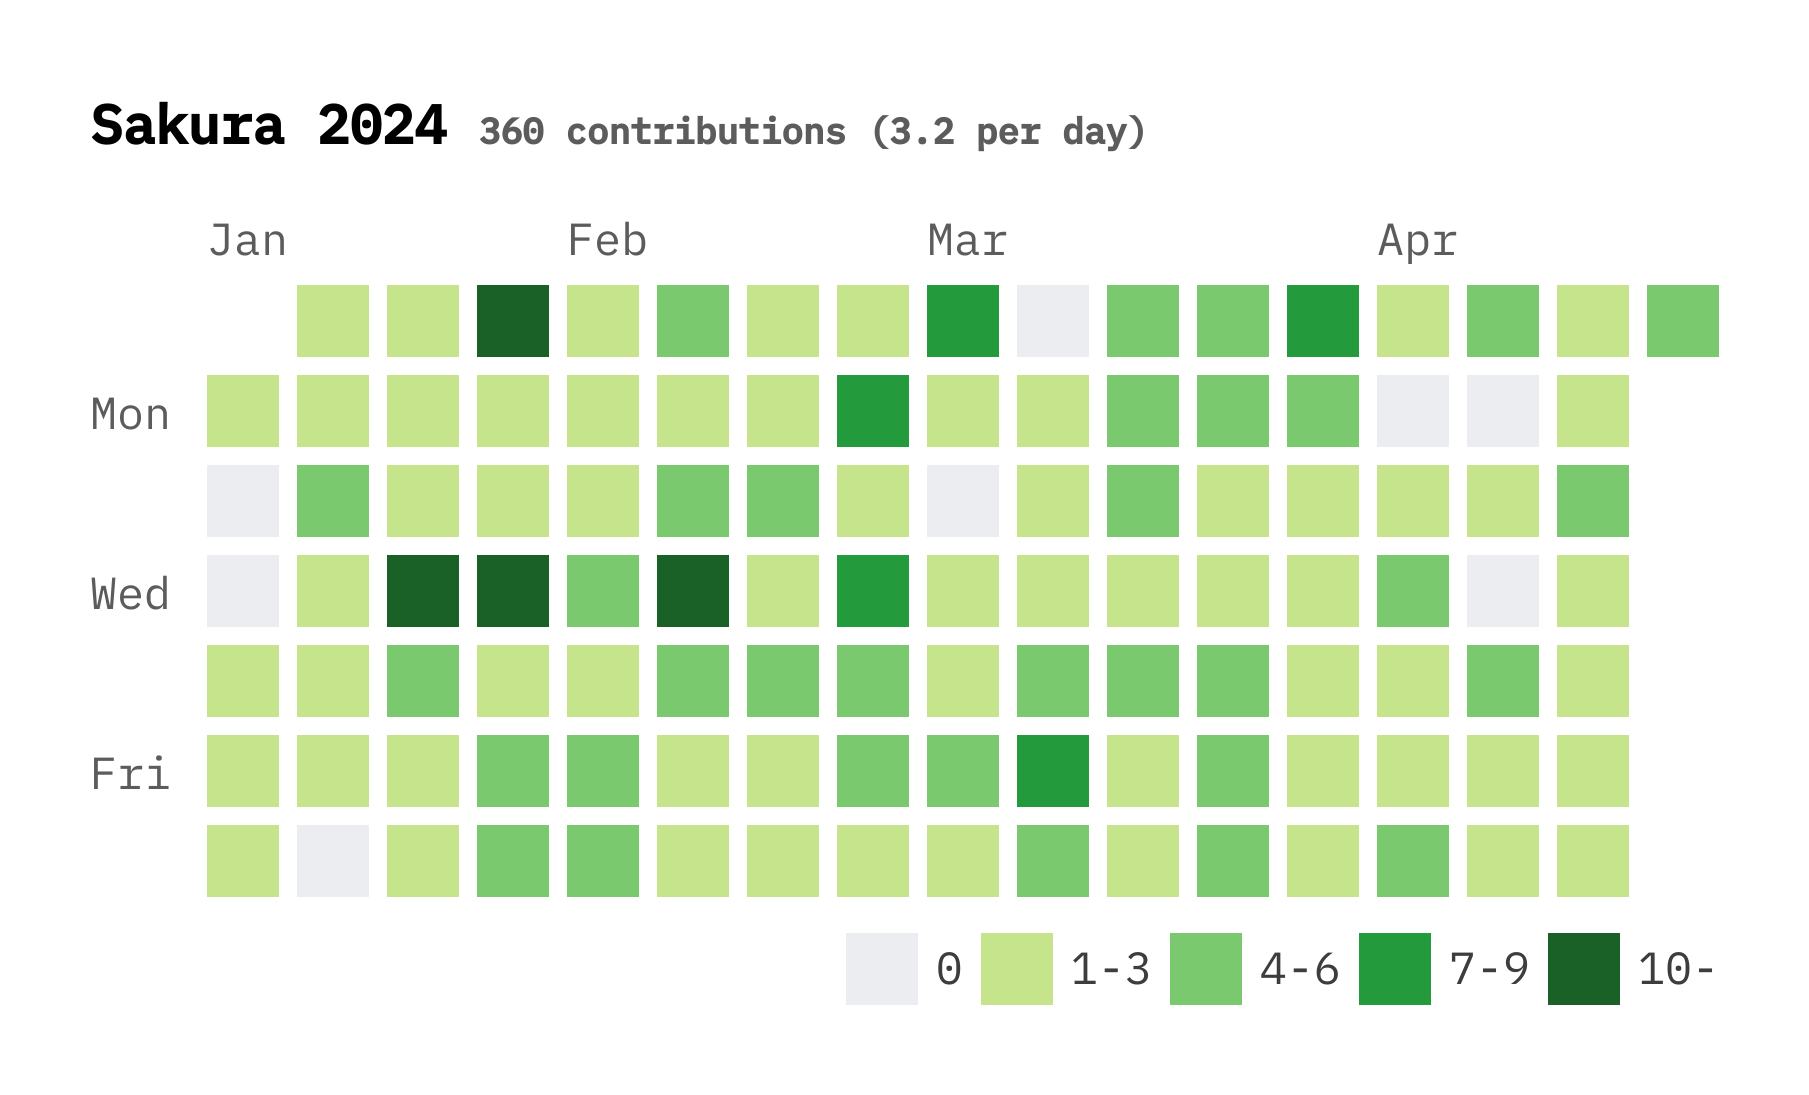 Sakura 2024 360 contributions (3.2 per day)
Jan Feb Mar Apr
Mon
Wed
Fri
0 1-3 4-6 7-9 10-